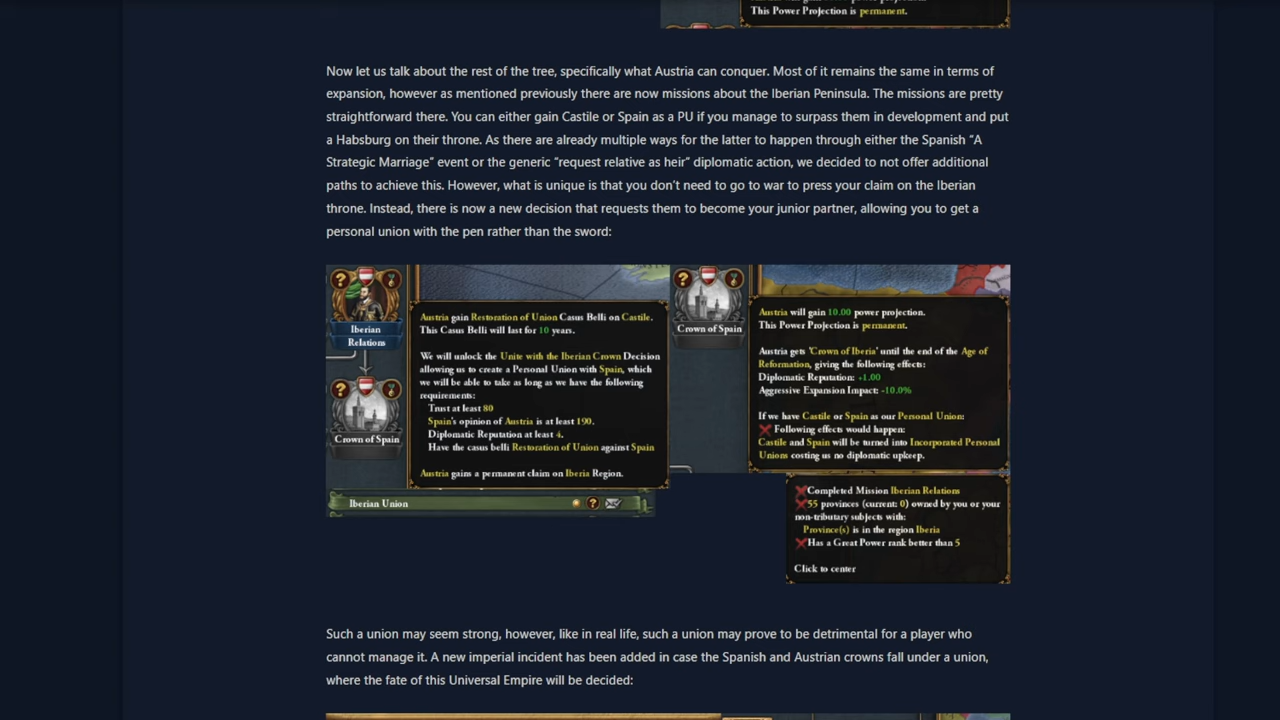 This Power Projection is permanent.
Now let us talk about the rest of the tree, specifically what Austria can conquer. Most of it remains the same in terms of
expansion, however as mentioned previously there are now missions about the Iberian Peninsula. The missions are pretty
straightforward there. You can either gain Castile or Spain as a PU if you manage to surpass them in development and put
a Habsburg on their throne. As there are already multiple ways for the latter to happen through either the Spanish “A
Strategic Marriage” event or the generic “request relative as heir” diplomatic action, we decided to not offer additional
paths to achieve this. However, what is unique is that you don’t need to go to war to press your claim on the Iberian
throne. Instead, there is now a new decision that requests them to become your junior partner, allowing you to get a
personal union with the pen rather than the sword:
Iberian
Relations
Crown of Spain
Austria gain Restoration of Union Casus Belli on Castile.
This Casus Belli will last for 10 years.
We will unlock the Unite with the Iberian Crown Decision
allowing us to create a Personal Union with Spain, which
we will be able to take as long as we have the following
requirements:
Trust at least 80
Spain's opinion of Austria is at least 190.
Diplomatic Reputation at least 4.
Have the casus belli Restoration of Union against Spain
Austria gains a permanent claim on Iberia Region.
Iberian Union
Crown of Spain
Austria will gain 10.00 power projection.
This Power Projection is permanent.
Austria gets 'Crown of Iberia' until the end of the Age of
Reformation, giving the following effects:
Diplomatic Reputation: +1.00
Aggressive Expansion Impact: -10.0%
If we have Castile or Spain as our Personal Union:
Following effects would happen:
Castile and Spain will be turned into Incorporated Personal
Unions costing us no diplomatic upkeep.
Completed Mission Iberian Relations
55 provinces (current: 0) owned by you or your
non-tributary subjects with:
Province(s) is in the region Iberia
Has a Great Power rank better than 5
Click to center
Such a union may seem strong, however, like in real life, such a union may prove to be detrimental for a player who
cannot manage it. A new imperial incident has been added in case the Spanish and Austrian crowns fall under a union,
where the fate of this Universal Empire will be decided: